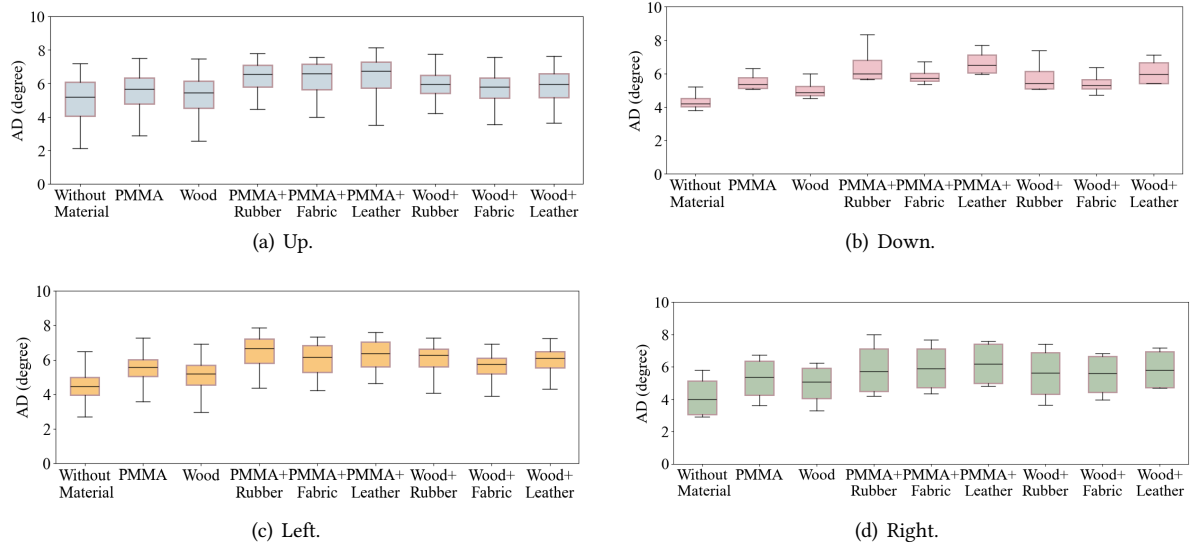 10
8
6
4
2
0
AD (degree)
Without PMMA Wood PMMA+ PMMA+ PMMA+ Wood+ Wood+ Wood+
Material Rubber Fabric Leather Rubber Fabric Leather
(a) Up.
10
8
6
4
2
0
AD (degree)
Without PMMA Wood PMMA+ PMMA+ PMMA+ Wood+ Wood+ Wood+
Material Rubber Fabric Leather Rubber Fabric Leather
(b) Down.
10
8
6
4
2
0
AD (degree)
Without PMMA Wood PMMA+ PMMA+ PMMA+ Wood+ Wood+ Wood+
Material Rubber Fabric Leather Rubber Fabric Leather
(c) Left.
10
8
6
4
2
0
AD (degree)
Without PMMA Wood PMMA+ PMMA+ PMMA+ Wood+ Wood+ Wood+
Material Rubber Fabric Leather Rubber Fabric Leather
(d) Right.